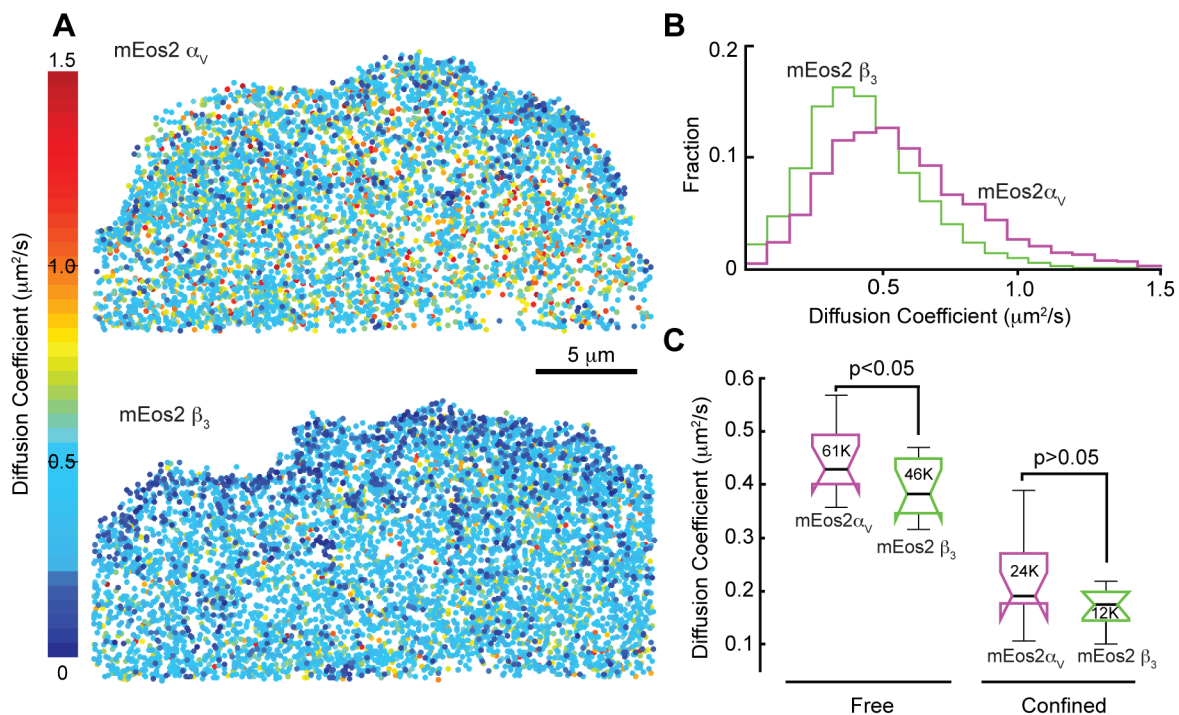 A
1.5
mEos2 αV
1.0
0.5
0
Diffusion Coefficient (μm²/s)
5 μm
mEos2 β3
B
0.2
mEos2 β3
Fraction
0.1
mEos2αV
0
0.5
1.0
1.5
Diffusion Coefficient (μm²/s)
C
0.6
p<0.05
0.5
61K
46K
p>0.05
0.4
mEos2αV
mEos2 β3
Diffusion Coefficient (μm²/s)
0.3
24K
0.2
12K
mEos2αV
mEos2 β3
0.1
Free
Confined